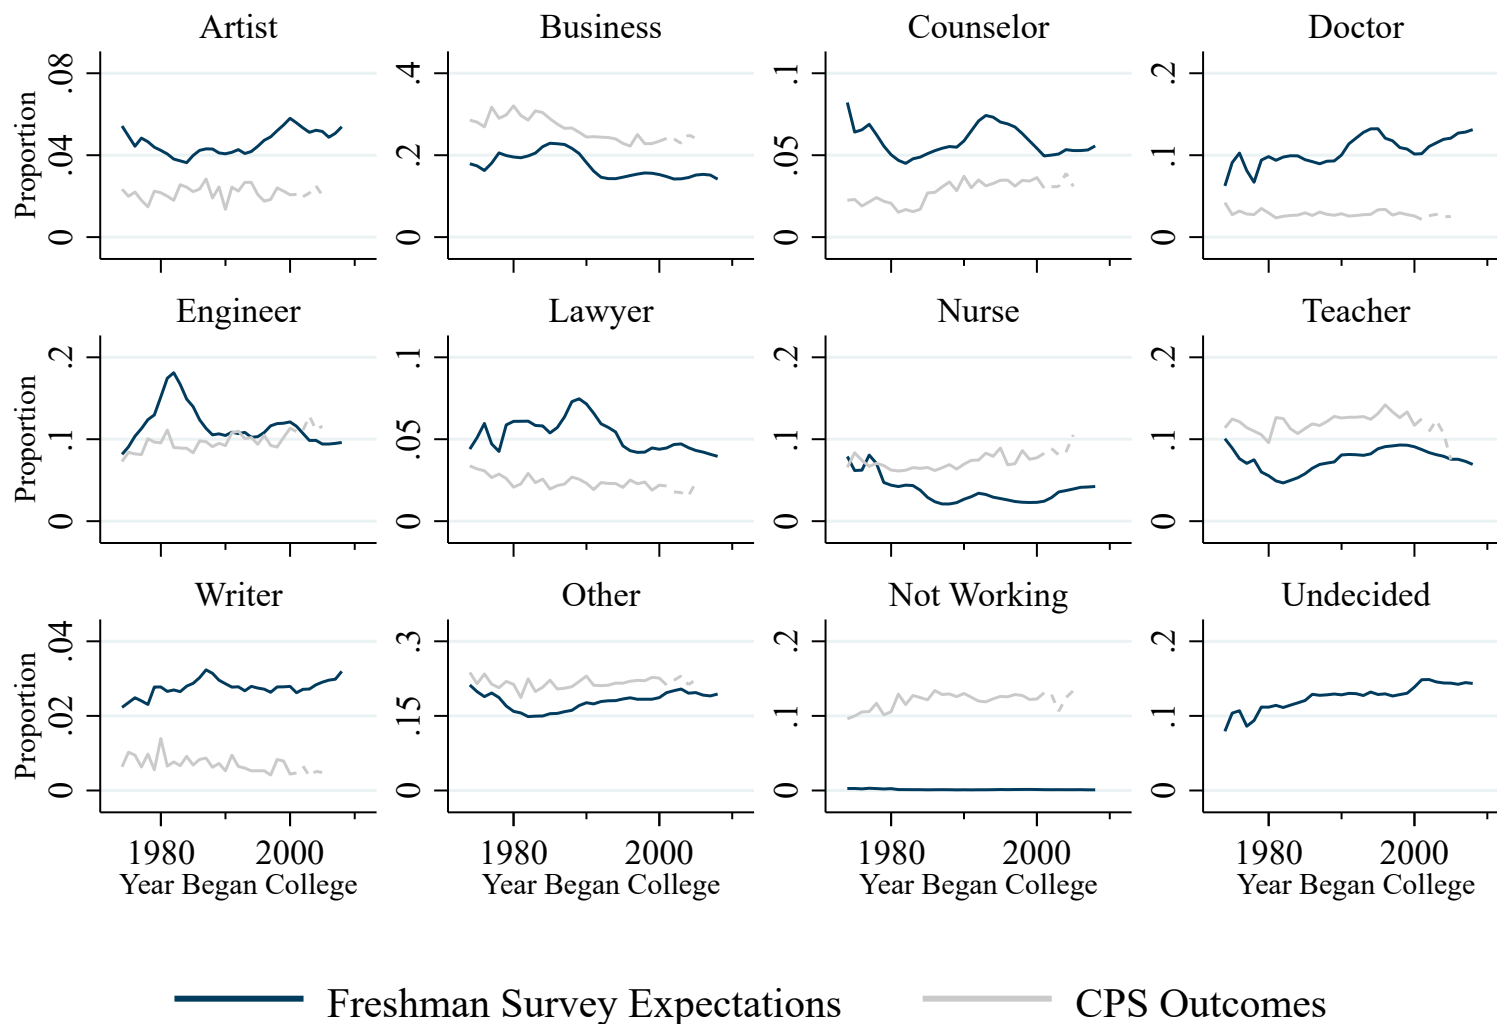 Artist Business Counselor Doctor
Proportion
0 .04 .08
0 .2 .4
0 .05 .1
0 .1 .2
Engineer Lawyer Nurse Teacher
Proportion
0 .1 .2
0 .05 .1
0 .1 .2
0 .1 .2
Writer Other Not Working Undecided
Proportion
0 .02 .04
0 .15 .3
0 .1 .2
0 .1 .2
1980 2000 1980 2000 1980 2000 1980 2000
Year Began College Year Began College Year Began College Year Began College
Freshman Survey Expectations CPS Outcomes